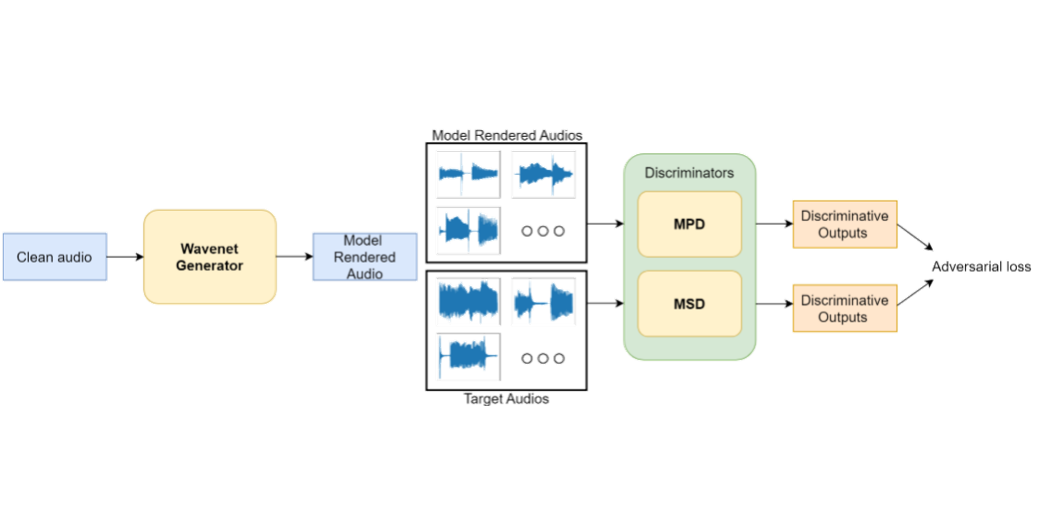 Clean audio
Wavenet
Generator
Model
Rendered
Audio
Model Rendered Audios
Target Audios
Discriminators
MPD
MSD
Discriminative
Outputs
Discriminative
Outputs
Adversarial loss